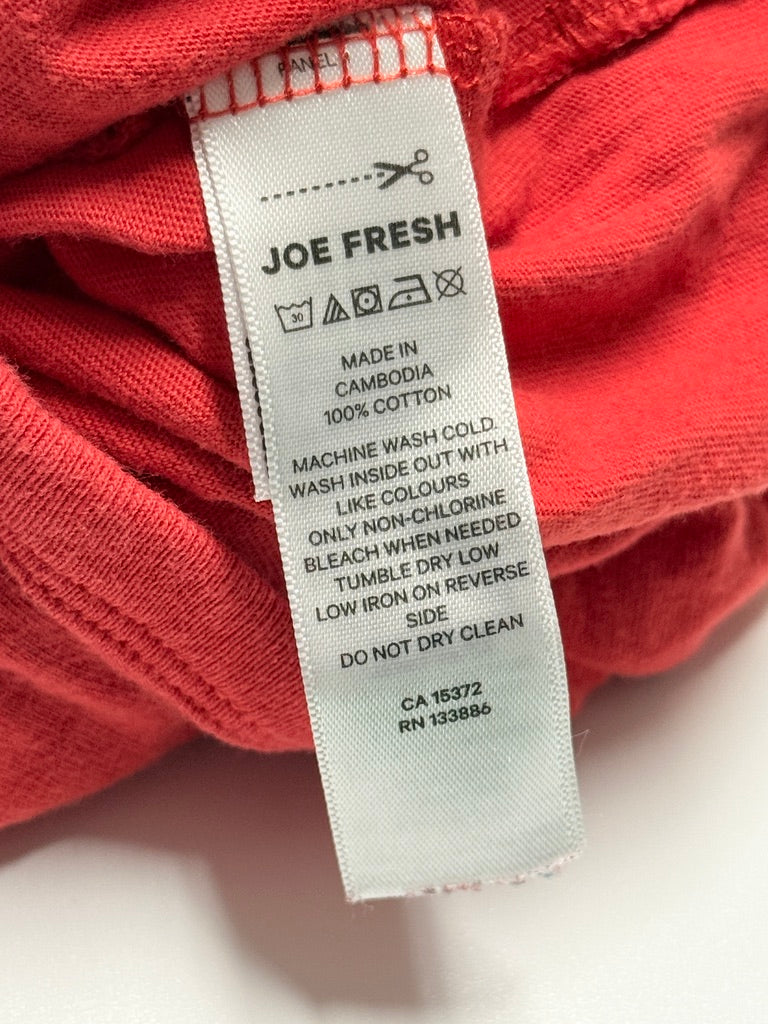 PANEL
JOE FRESH
30
MADE IN
CAMBODIA
100% COTTON
MACHINE WASH COLD
WASH INSIDE OUT WITH
LIKE COLOURS
ONLY NON-CHLORINE
BLEACH WHEN NEEDED
TUMBLE DRY LOW
LOW IRON ON REVERSE
SIDE
DO NOT DRY CLEAN
CA 15372
RN 133886